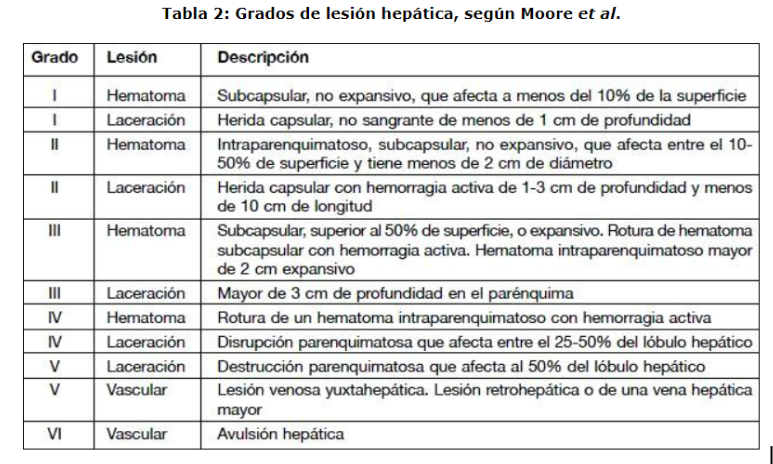 Tabla 2: Grados de lesión hepática, según Moore et al.
Grado Lesión Descripción
I Hematoma Subcapsular, no expansivo, que afecta a menos del 10% de la superficie
I Laceración Herida capsular, no sangrante de menos de 1 cm de profundidad
II Hematoma Intraparenquimatoso, subcapsular, no expansivo, que afecta entre el 10-
50% de superficie y tiene menos de 2 cm de diámetro
II Laceración Herida capsular con hemorragia activa de 1-3 cm de profundidad y menos
de 10 cm de longitud
III Hematoma Subcapsular, superior al 50% de superficie, o expansivo. Rotura de hematoma
subcapsular con hemorragia activa. Hematoma intraparenquimatoso mayor
de 2 cm expansivo
III Laceración Mayor de 3 cm de profundidad en el parénquima
IV Hematoma Rotura de un hematoma intraparenquimatoso con hemorragia activa
IV Laceración Disrupción parenquimatosa que afecta entre el 25-50% del lóbulo hepático
V Laceración Destrucción parenquimatosa que afecta al 50% del lóbulo hepático
V Vascular Lesión venosa yuxtahepática. Lesión retrohepática o de una vena hepática
mayor
VI Vascular Avulsión hepática